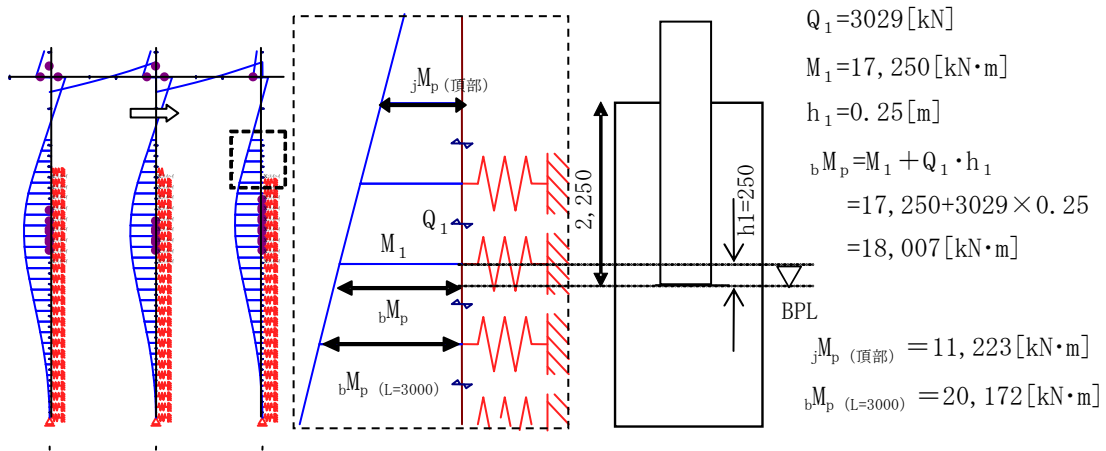 jMp (頂部)
Q1
M1
bMp
bMp (L=3000)
2,250
h1=250
BPL
Q1=3029[kN]
M1=17,250[kN・m]
h1=0.25[m]
bMp=M1+Q1・h1
=17,250+3029×0.25
=18,007[kN・m]
jMp (頂部) =11,223[kN・m]
bMp (L=3000) =20,172[kN・m]